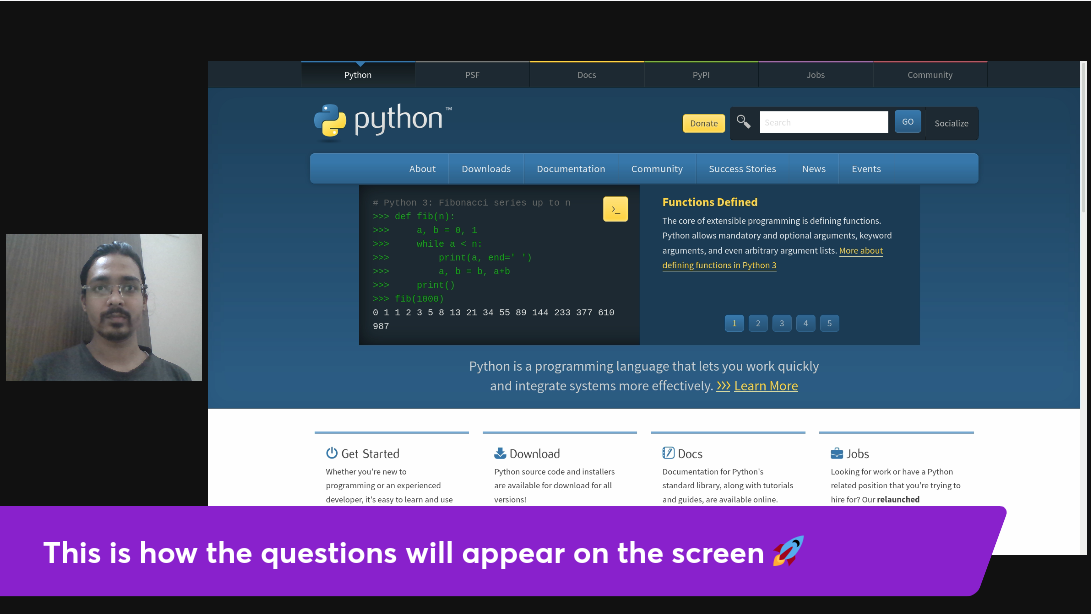 Python PSF Docs PyPI Jobs Community
python™
Donate Search GO Socialize
About Downloads Documentation Community Success Stories News Events
# Python 3: Fibonacci series up to n
>>> def fib(n):
>>>     a, b = 0, 1
>>>     while a < n:
>>>         print(a, end=' ')
>>>         a, b = b, a+b
>>>     print()
>>> fib(1000)
0 1 1 2 3 5 8 13 21 34 55 89 144 233 377 610
987
>_
Functions Defined
The core of extensible programming is defining functions.
Python allows mandatory and optional arguments, keyword
arguments, and even arbitrary argument lists. More about
defining functions in Python 3
1 2 3 4 5
Python is a programming language that lets you work quickly
and integrate systems more effectively. >>> Learn More
Get Started
Whether you're new to
programming or an experienced
developer, it's easy to learn and use
Download
Python source code and installers
are available for download for all
versions!
Docs
Documentation for Python's
standard library, along with tutorials
and guides, are available online.
Jobs
Looking for work or have a Python
related position that you're trying to
hire for? Our relaunched
This is how the questions will appear on the screen 🚀